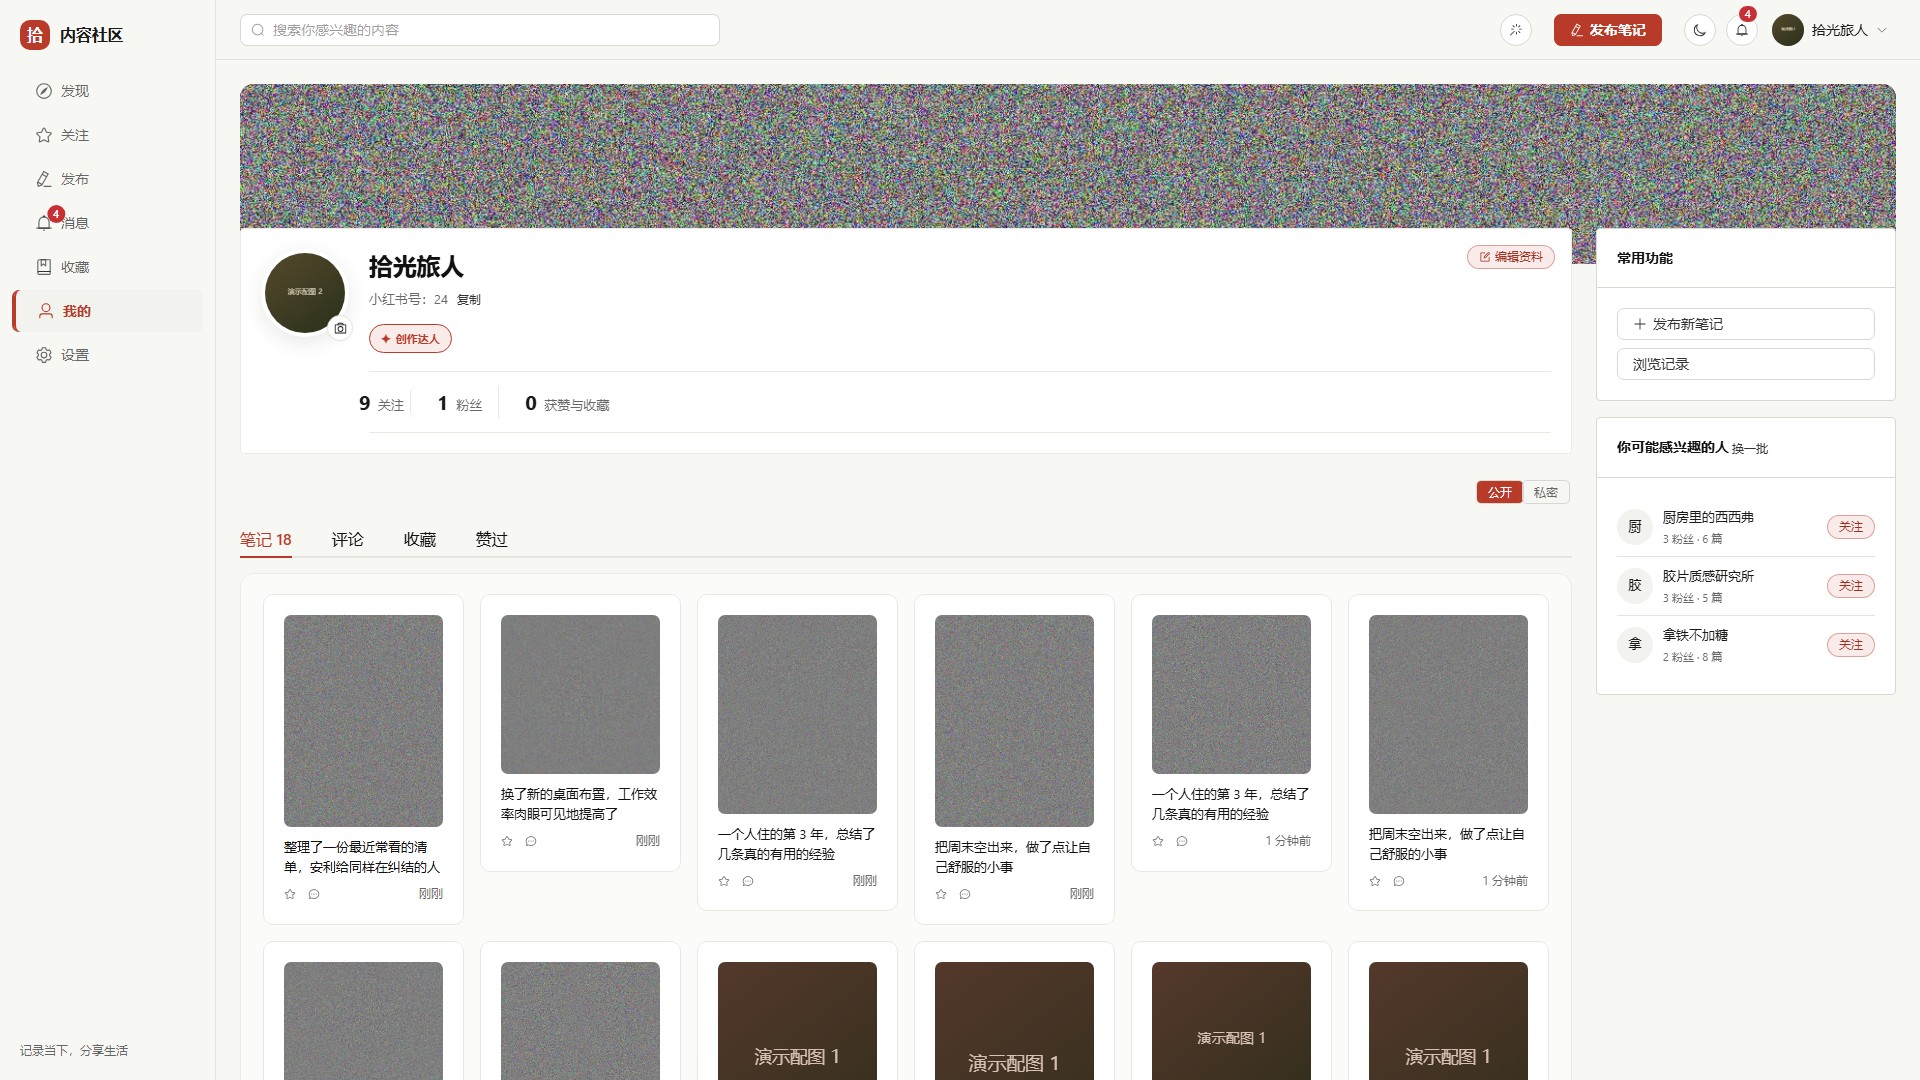 拾 内容社区
搜索你感兴趣的内容
发布笔记
4
拾光旅人
发现
关注
发布
4
消息
收藏
我的
设置
记录当下，分享生活
演示配图 2
拾光旅人
小红书号：24 复制
创作达人
编辑资料
9 关注
1 粉丝
0 获赞与收藏
常用功能
发布新笔记
浏览记录
你可能感兴趣的人 换一批
厨
厨房里的西西弗
3 粉丝 · 6 篇
关注
胶
胶片质感研究所
3 粉丝 · 5 篇
关注
拿
拿铁不加糖
2 粉丝 · 8 篇
关注
公开 私密
笔记 18 评论 收藏 赞过
整理了一份最近常看的清
单，安利给同样在纠结的人
刚刚
换了新的桌面布置，工作效
率肉眼可见地提高了
刚刚
一个人住的第 3 年，总结了
几条真的有用的经验
刚刚
把周末空出来，做了点让自
己舒服的小事
刚刚
一个人住的第 3 年，总结了
几条真的有用的经验
1 分钟前
把周末空出来，做了点让自
己舒服的小事
1 分钟前
演示配图 1
演示配图 1
演示配图 1
演示配图 1